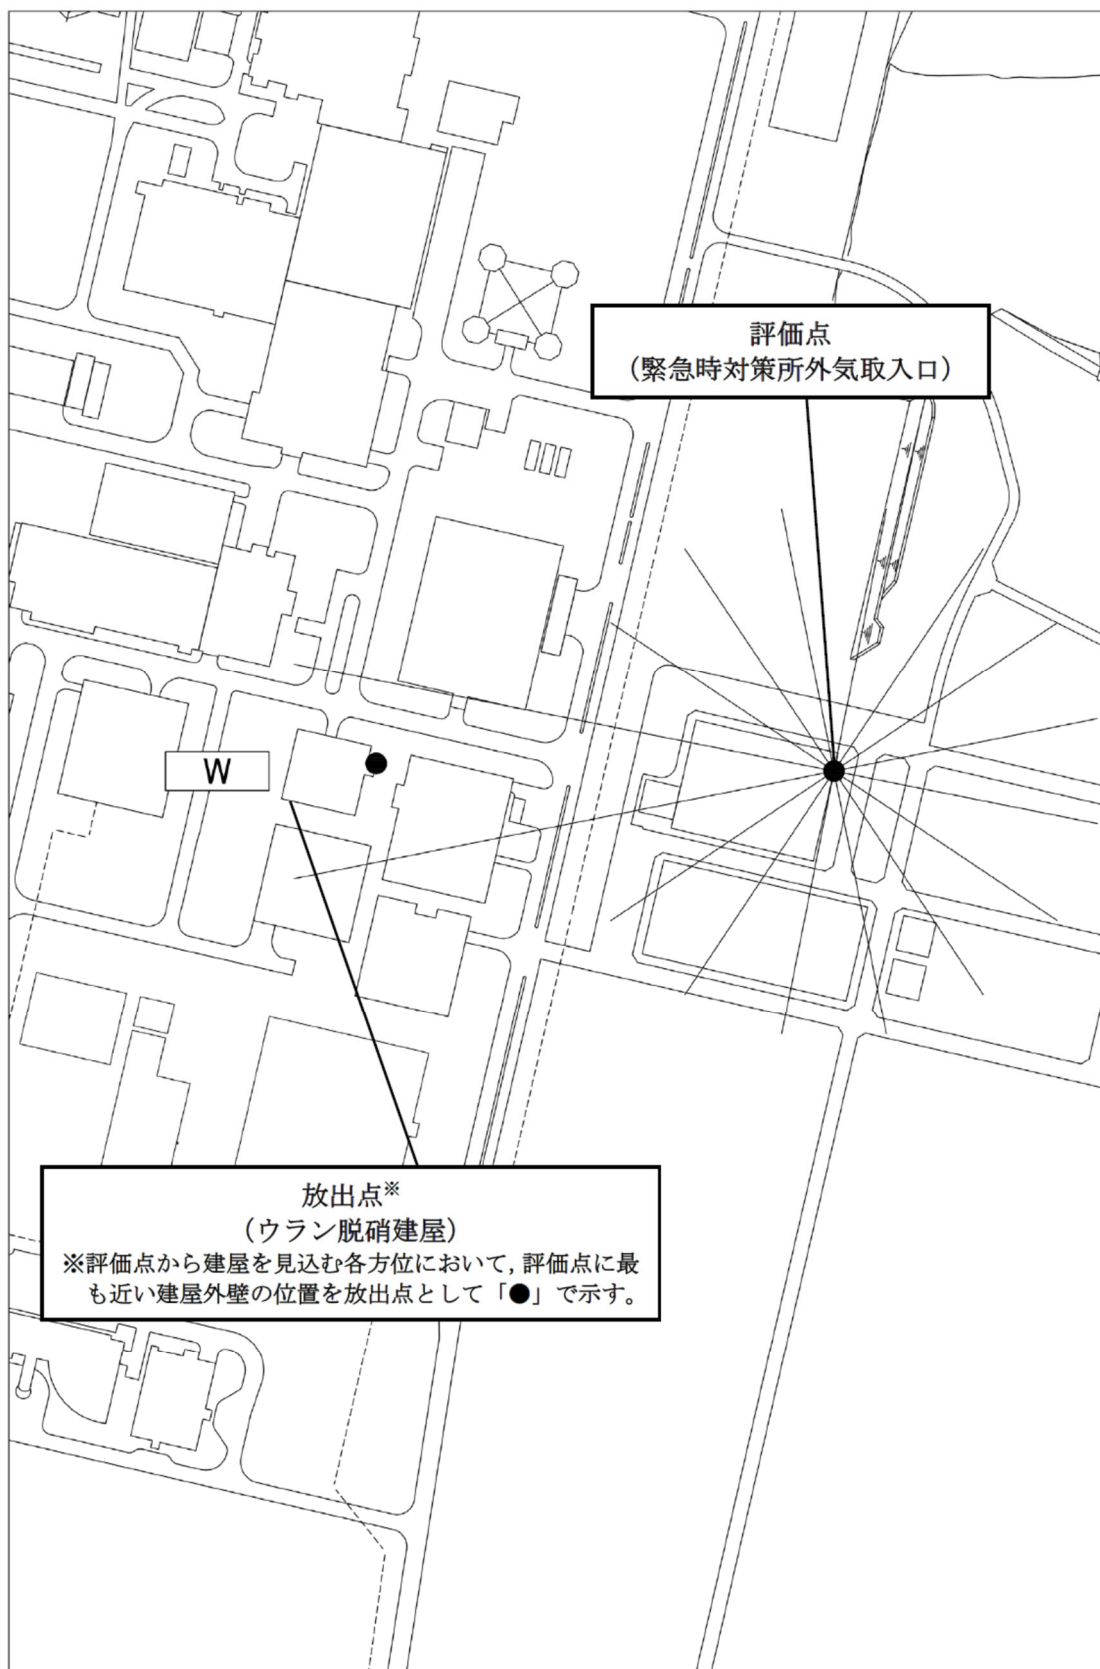 評価点
（緊急時対策所外気取入口）
W
放出点※
（ウラン脱硝建屋）
※評価点から建屋を見込む各方位において，評価点に最
も近い建屋外壁の位置を放出点として「●」で示す。